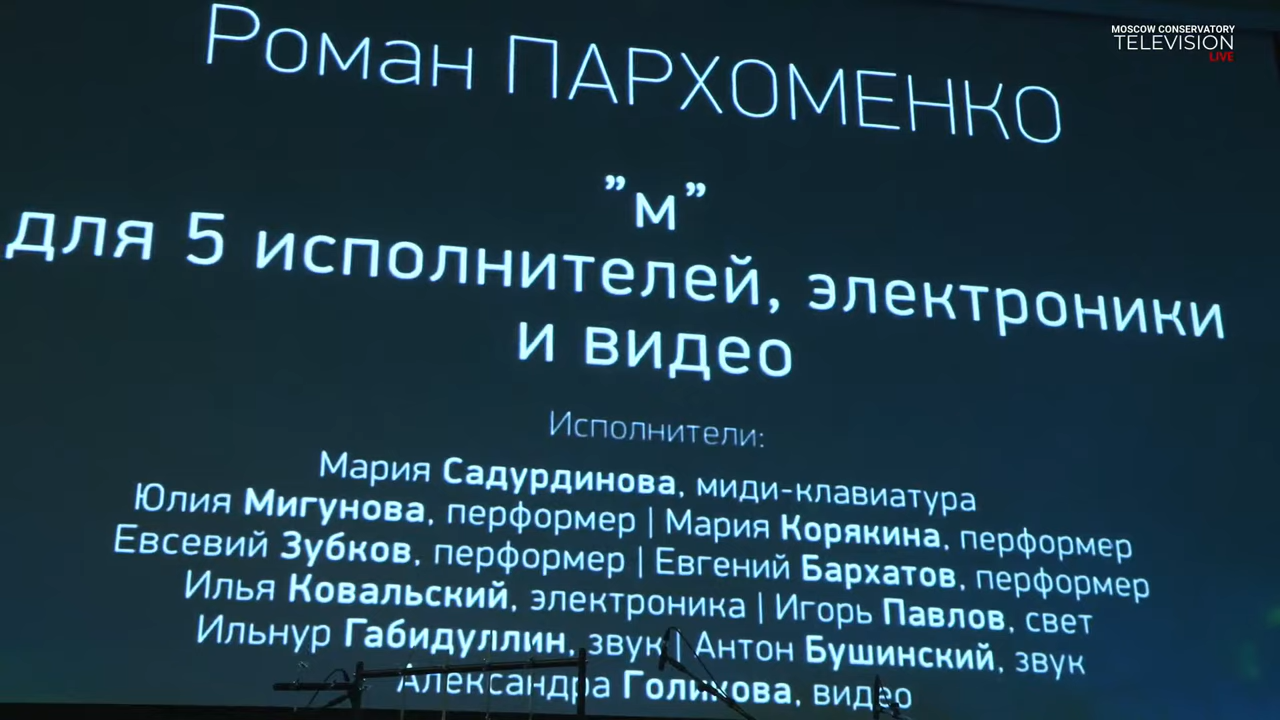 MOSCOW CONSERVATORY
TELEVISION
LIVE
Роман ПАРХОМЕНКО
”м”
для 5 исполнителей, электроники
и видео
Исполнители:
Мария Садурдинова, миди-клавиатура
Юлия Мигунова, перформер | Мария Корякина, перформер
Евсевий Зубков, перформер | Евгений Бархатов, перформер
Илья Ковальский, электроника | Игорь Павлов, свет
Ильнур Габидуллин, звук | Антон Бушинский, звук
Александра Голикова, видео